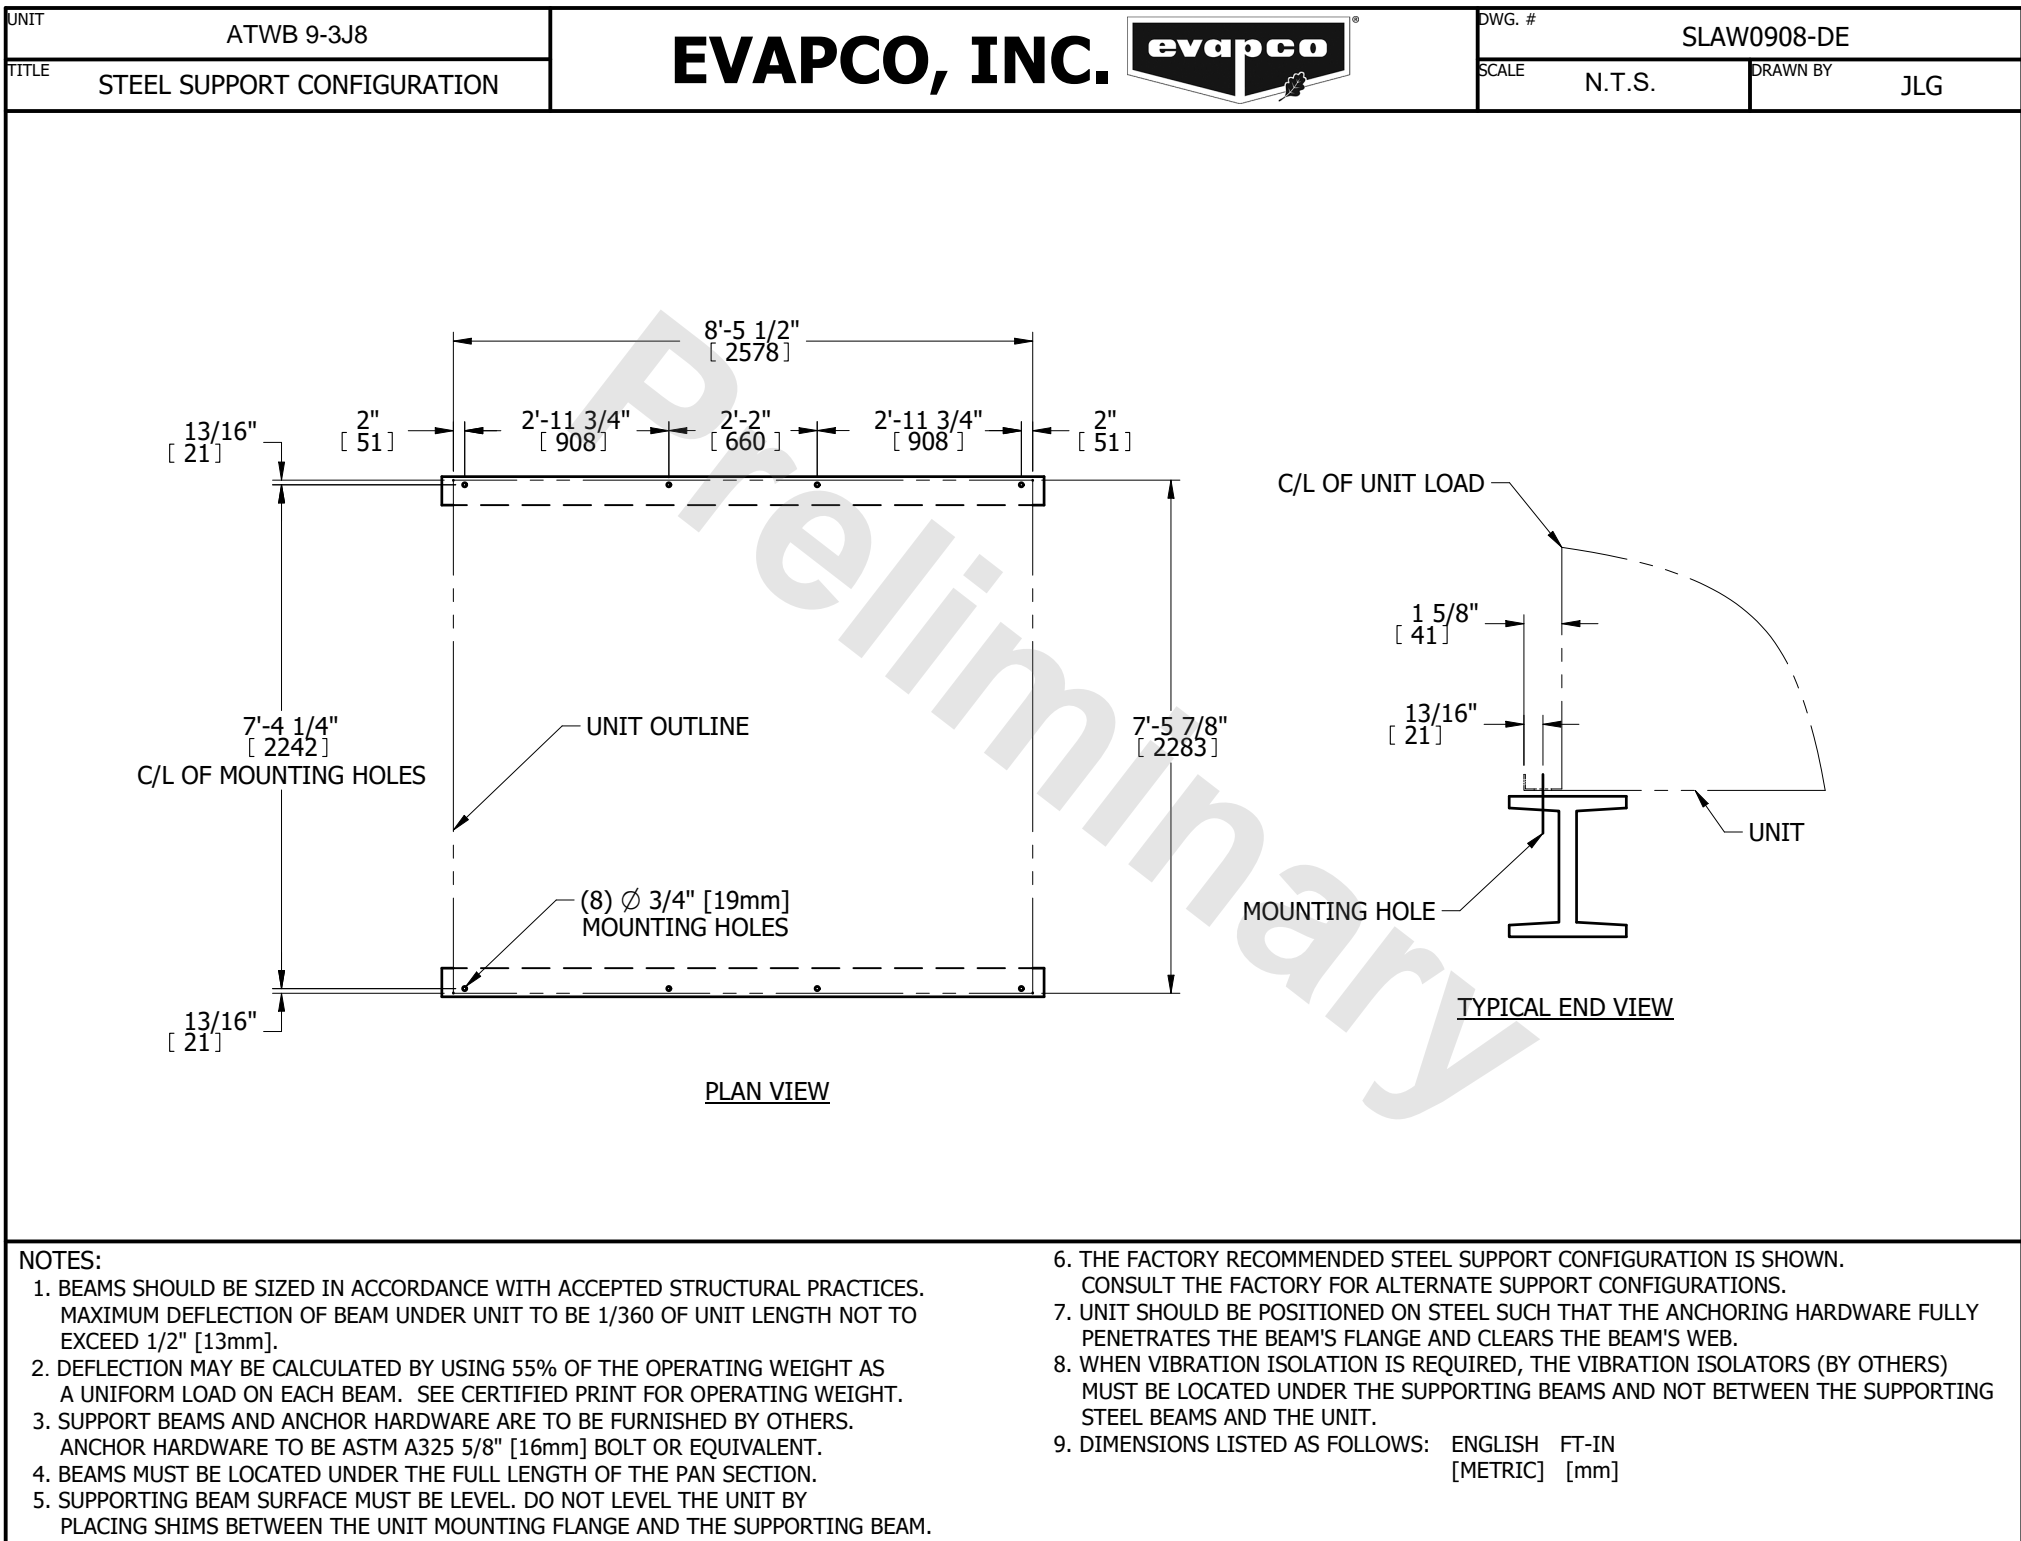 UNIT
ATWB 9-3J8
TITLE
STEEL SUPPORT CONFIGURATION
EVAPCO, INC.
evapco
®
DWG. #
SLAW0908-DE
SCALE
N.T.S.
DRAWN BY
JLG
8'-5 1/2"
[ 2578 ]
13/16"
[ 21 ]
2"
[ 51 ]
2'-11 3/4"
[ 908 ]
2'-2"
[ 660 ]
2'-11 3/4"
[ 908 ]
2"
[ 51 ]
7'-4 1/4"
[ 2242 ]
C/L OF MOUNTING HOLES
UNIT OUTLINE
7'-5 7/8"
[ 2283 ]
(8) ∅ 3/4" [19mm]
MOUNTING HOLES
13/16"
[ 21 ]
PLAN VIEW
C/L OF UNIT LOAD
1 5/8"
[ 41 ]
13/16"
[ 21 ]
UNIT
MOUNTING HOLE
TYPICAL END VIEW
Preliminary
NOTES:
1. BEAMS SHOULD BE SIZED IN ACCORDANCE WITH ACCEPTED STRUCTURAL PRACTICES.
MAXIMUM DEFLECTION OF BEAM UNDER UNIT TO BE 1/360 OF UNIT LENGTH NOT TO
EXCEED 1/2" [13mm].
2. DEFLECTION MAY BE CALCULATED BY USING 55% OF THE OPERATING WEIGHT AS
A UNIFORM LOAD ON EACH BEAM. SEE CERTIFIED PRINT FOR OPERATING WEIGHT.
3. SUPPORT BEAMS AND ANCHOR HARDWARE ARE TO BE FURNISHED BY OTHERS.
ANCHOR HARDWARE TO BE ASTM A325 5/8" [16mm] BOLT OR EQUIVALENT.
4. BEAMS MUST BE LOCATED UNDER THE FULL LENGTH OF THE PAN SECTION.
5. SUPPORTING BEAM SURFACE MUST BE LEVEL. DO NOT LEVEL THE UNIT BY
PLACING SHIMS BETWEEN THE UNIT MOUNTING FLANGE AND THE SUPPORTING BEAM.
6. THE FACTORY RECOMMENDED STEEL SUPPORT CONFIGURATION IS SHOWN.
CONSULT THE FACTORY FOR ALTERNATE SUPPORT CONFIGURATIONS.
7. UNIT SHOULD BE POSITIONED ON STEEL SUCH THAT THE ANCHORING HARDWARE FULLY
PENETRATES THE BEAM'S FLANGE AND CLEARS THE BEAM'S WEB.
8. WHEN VIBRATION ISOLATION IS REQUIRED, THE VIBRATION ISOLATORS (BY OTHERS)
MUST BE LOCATED UNDER THE SUPPORTING BEAMS AND NOT BETWEEN THE SUPPORTING
STEEL BEAMS AND THE UNIT.
9. DIMENSIONS LISTED AS FOLLOWS: ENGLISH FT-IN
[METRIC] [mm]